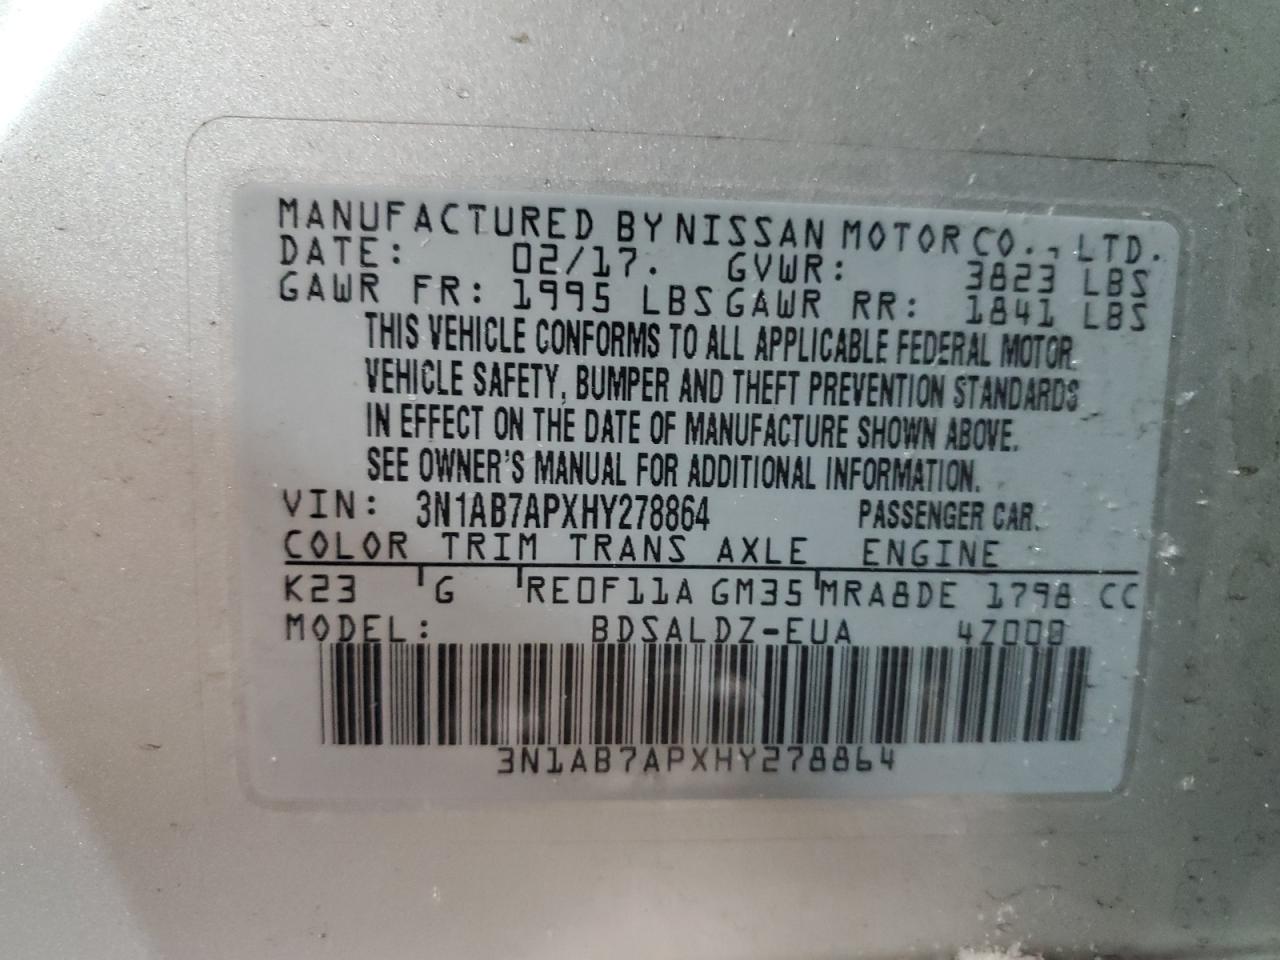 MANUFACTURED BY NISSAN MOTOR CO., LTD.
DATE: 02/17. GVWR: 3823 LBS
GAWR FR: 1995 LBS GAWR RR: 1841 LBS
THIS VEHICLE CONFORMS TO ALL APPLICABLE FEDERAL MOTOR
VEHICLE SAFETY, BUMPER AND THEFT PREVENTION STANDARDS
IN EFFECT ON THE DATE OF MANUFACTURE SHOWN ABOVE.
SEE OWNER'S MANUAL FOR ADDITIONAL INFORMATION.
VIN: 3N1AB7APXHY278864 PASSENGER CAR.
COLOR TRIM TRANS AXLE ENGINE
K23 G RE0F11A GM35 MRA8DE 1798 CC
MODEL: BDSALDZ-EUA 4Z000
3N1AB7APXHY278864